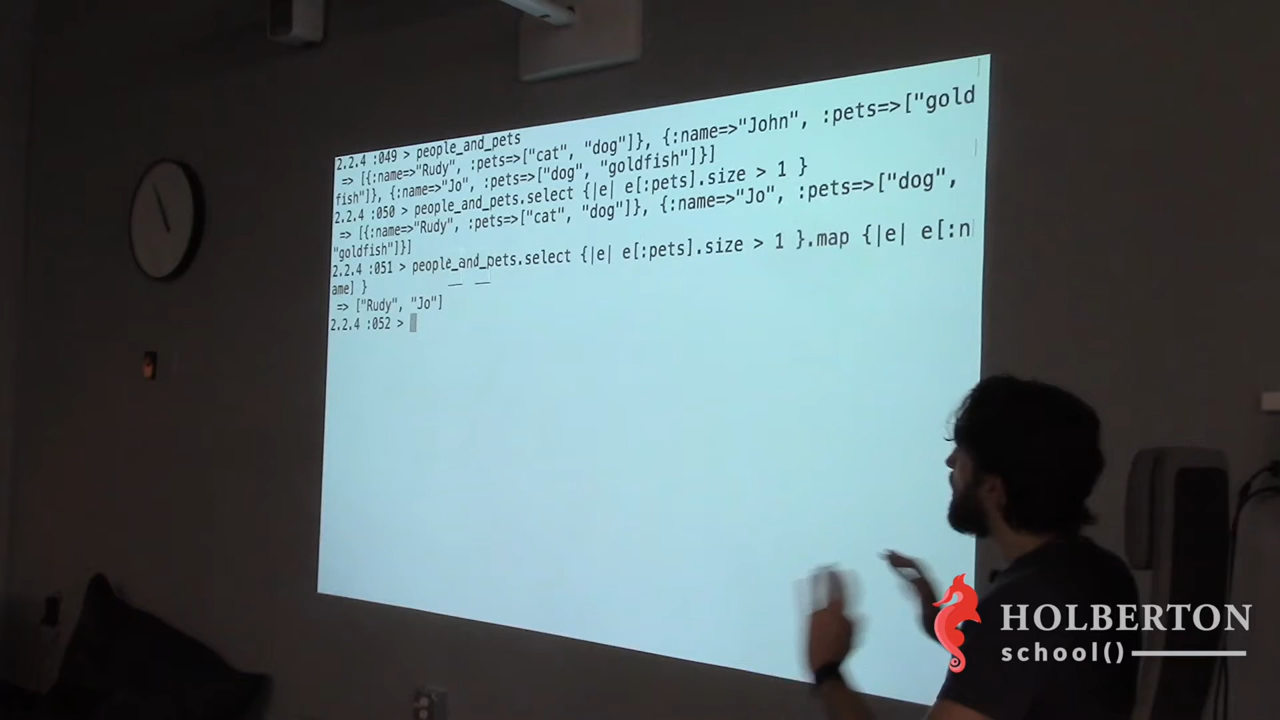 2.2.4 :049 > people_and_pets
=> [{:name=>"Rudy", :pets=>["cat", "dog"]}, {:name=>"John", :pets=>["gold
fish"]}, {:name=>"Jo", :pets=>["dog", "goldfish"]}]
2.2.4 :050 > people_and_pets.select {|e| e[:pets].size > 1 }
=> [{:name=>"Rudy", :pets=>["cat", "dog"]}, {:name=>"Jo", :pets=>["dog",
"goldfish"]}]
2.2.4 :051 > people_and_pets.select {|e| e[:pets].size > 1 }.map {|e| e[:n
ame] }
=> ["Rudy", "Jo"]
2.2.4 :052 >
HOLBERTON
school()